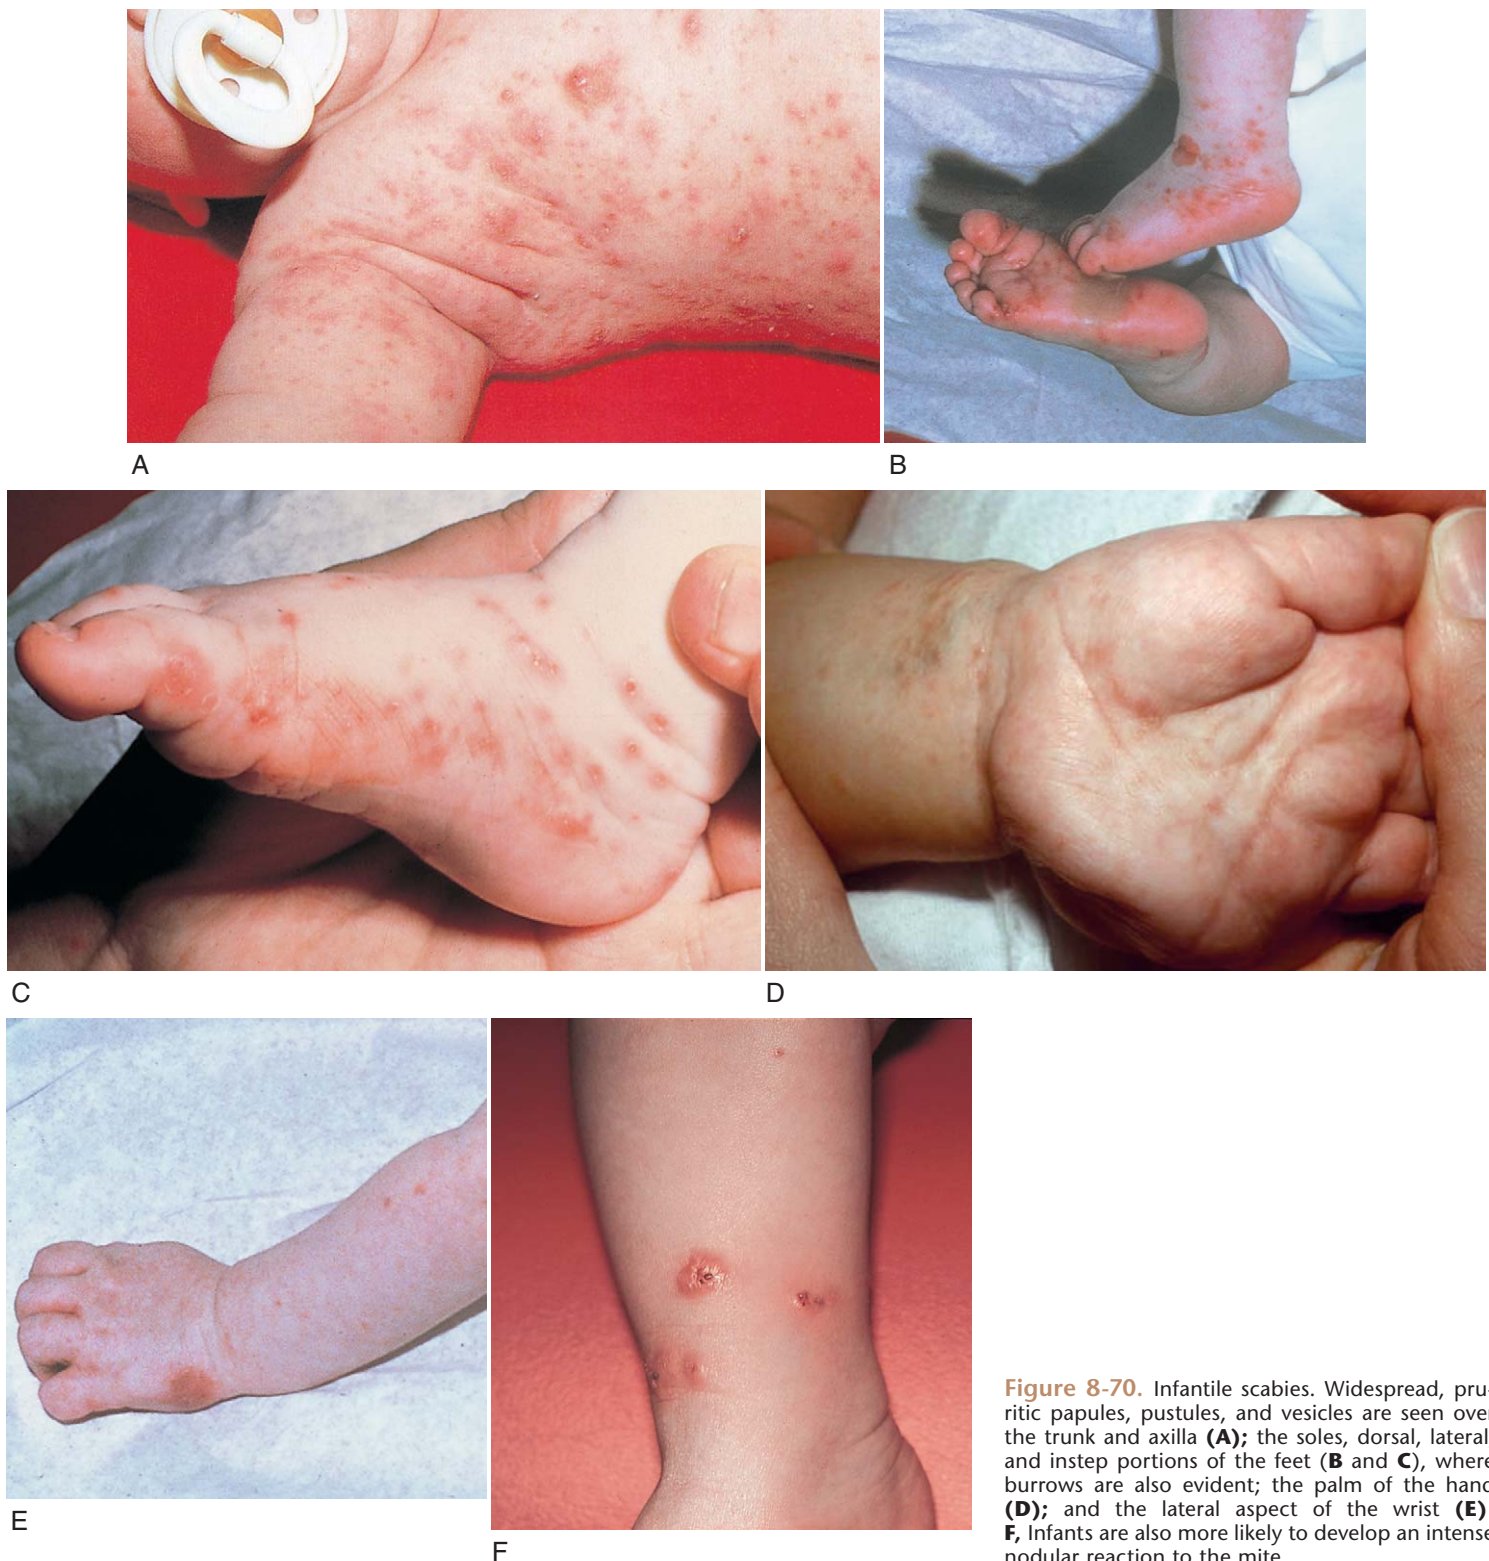 A
B
C
D
E
F
Figure 8-70. Infantile scabies. Widespread, pru-
ritic papules, pustules, and vesicles are seen over
the trunk and axilla (A); the soles, dorsal, lateral
and instep portions of the feet (B and C), where
burrows are also evident; the palm of the hand
(D); and the lateral aspect of the wrist (E)
F, Infants are also more likely to develop an intense
nodular reaction to the mite